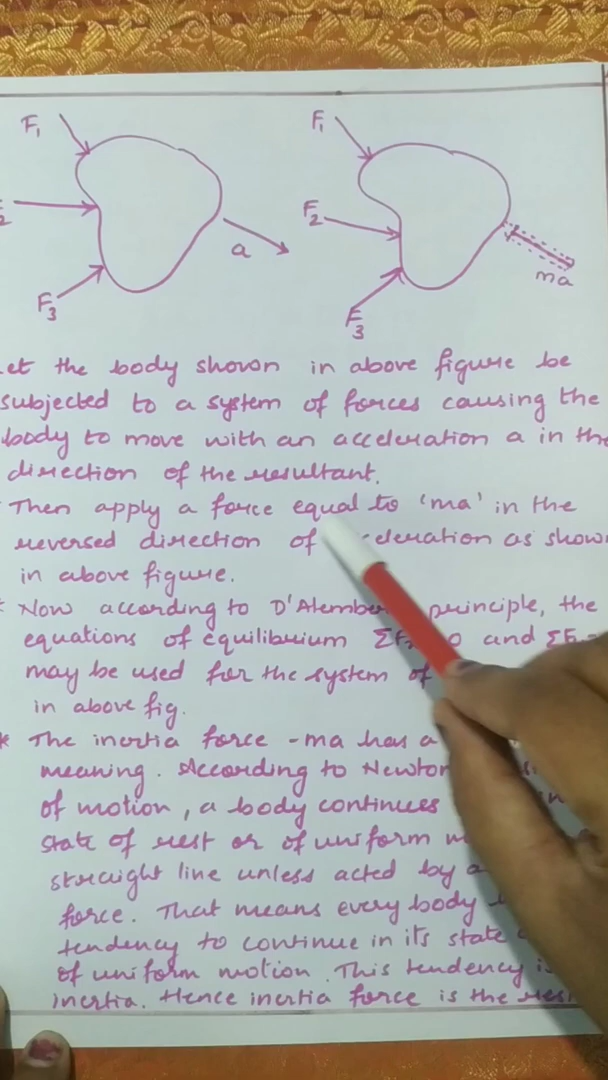 F1
F1
F2
a
F3
ma
F3
Let the body shown in above figure be
subjected to a system of forces causing the
body to move with an acceleration a in the
direction of the resultant.
Then apply a force equal to 'ma' in the
reversed direction of as shown
in above figure.
* Now according to principle, the
equations of equilibrium and
may be used for the system of
in above fig.
* The inertia force -ma has a
meaning. According to
of motion, a body continues
state of rest or of uniform
straight line unless acted by
force. That means every body
tendency to continue in its state
of uniform motion. This tendency is
inertia. Hence inertia force is the